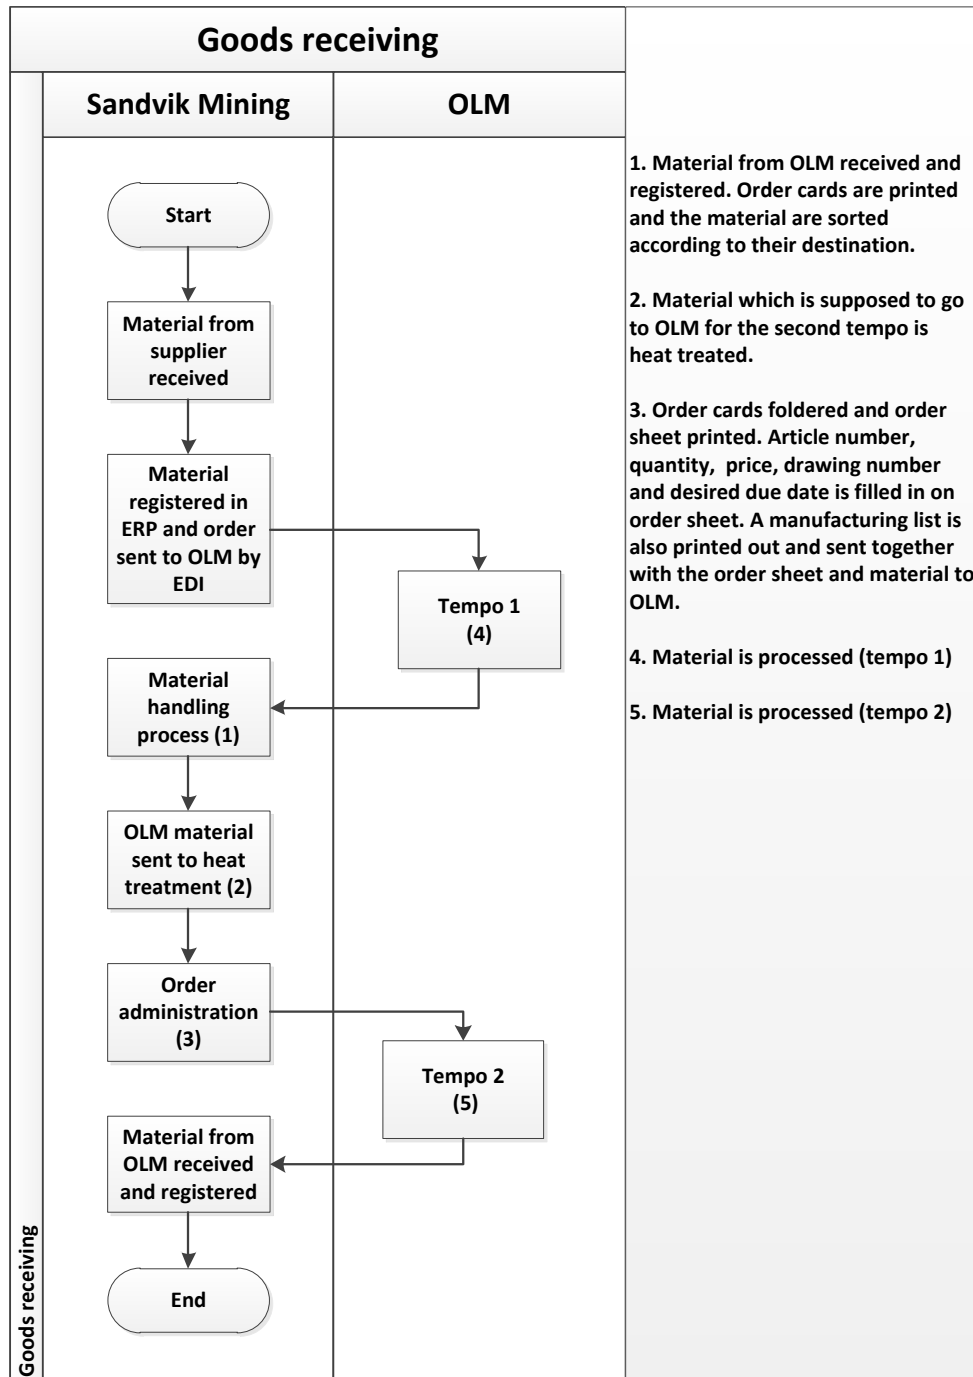 Goods receiving
Sandvik Mining
OLM
Start
Material from
supplier
received
Material
registered in
ERP and order
sent to OLM by
EDI
Tempo 1
(4)
Material
handling
process (1)
OLM material
sent to heat
treatment (2)
Order
administration
(3)
Tempo 2
(5)
Material from
OLM received
and registered
End
Goods receiving
1. Material from OLM received and
registered. Order cards are printed
and the material are sorted
according to their destination.
2. Material which is supposed to go
to OLM for the second tempo is
heat treated.
3. Order cards foldered and order
sheet printed. Article number,
quantity,  price, drawing number
and desired due date is filled in on
order sheet. A manufacturing list is
also printed out and sent together
with the order sheet and material to
OLM.
4. Material is processed (tempo 1)
5. Material is processed (tempo 2)